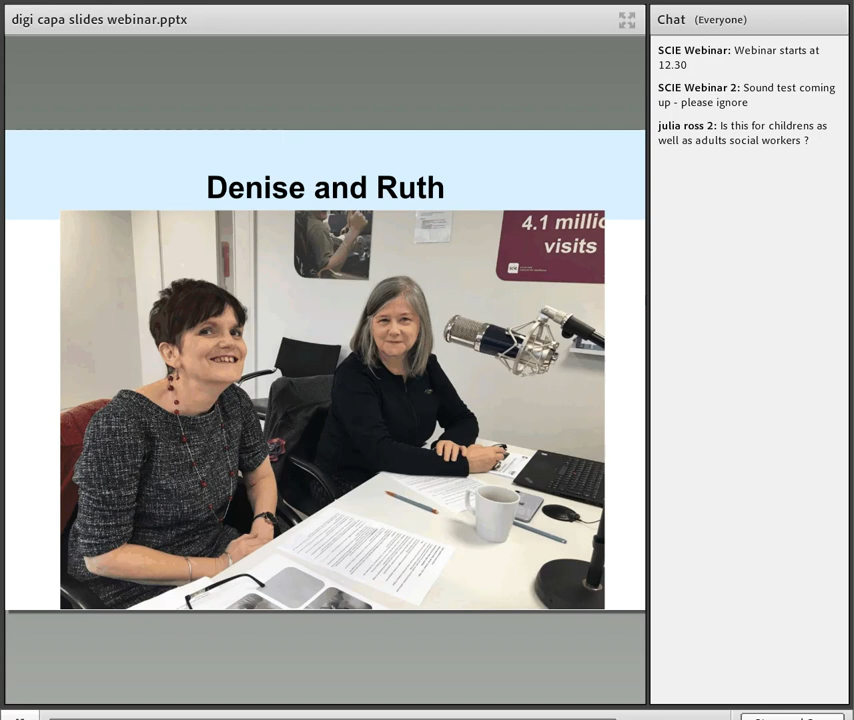 digi capa slides webinar.pptx
Denise and Ruth
4.1
visits
scie
Chat (Everyone)
SCIE Webinar: Webinar starts at
12.30
SCIE Webinar 2: Sound test coming
up - please ignore
julia ross 2: Is this for childrens as
well as adults social workers ?